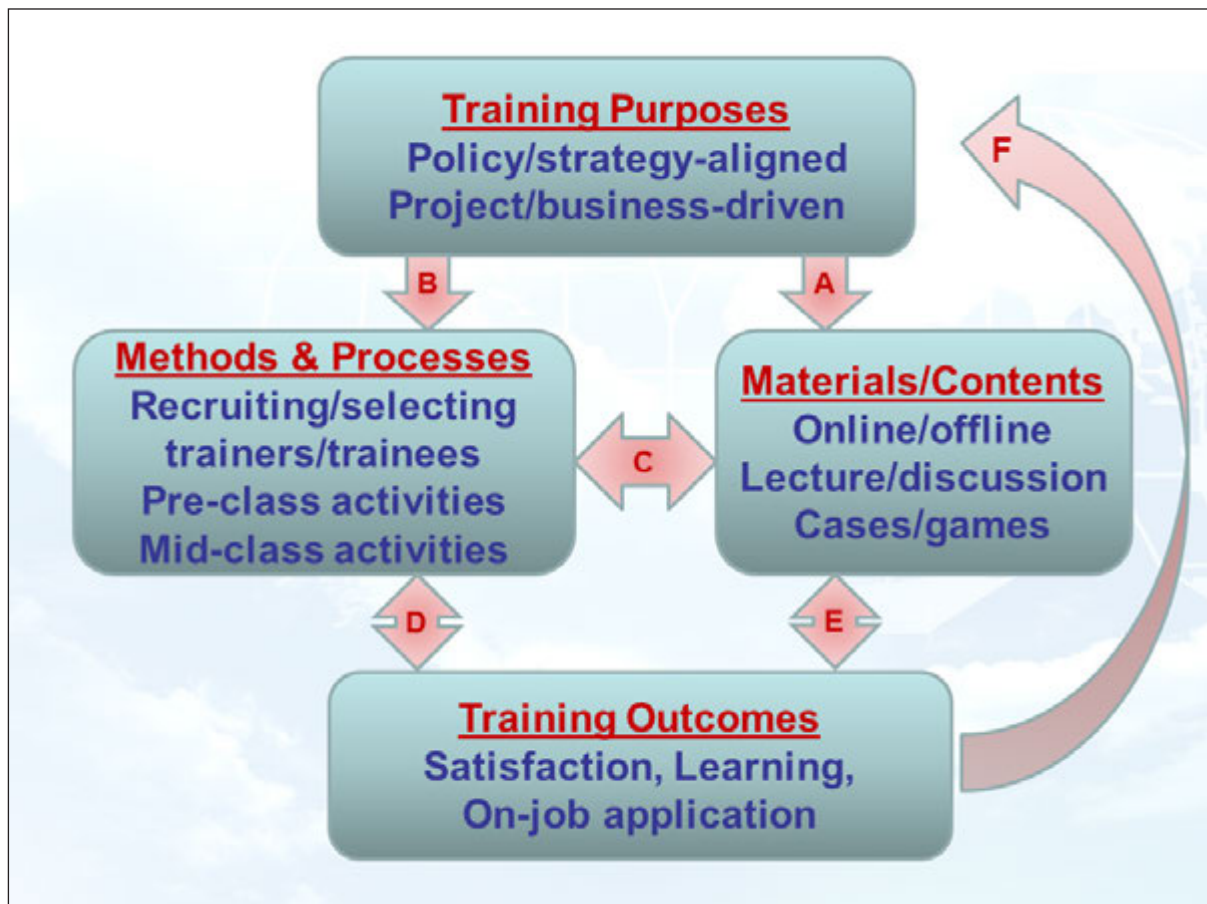 Training Purposes
Policy/strategy-aligned
Project/business-driven
F
B
A
Methods & Processes
Recruiting/selecting
trainers/trainees
Pre-class activities
Mid-class activities
C
Materials/Contents
Online/offline
Lecture/discussion
Cases/games
D
E
Training Outcomes
Satisfaction, Learning,
On-job application